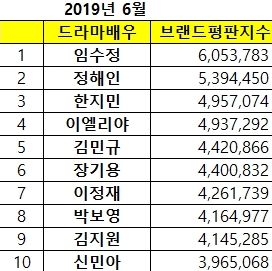 2019년 6월
드라마배우 브랜드평판지수
1 임수정 6,053,783
2 정해인 5,394,450
3 한지민 4,957,074
4 이엘리야 4,937,292
5 김민규 4,420,866
6 장기용 4,400,832
7 이정재 4,261,739
8 박보영 4,164,977
9 김지원 4,145,285
10 신민아 3,965,068